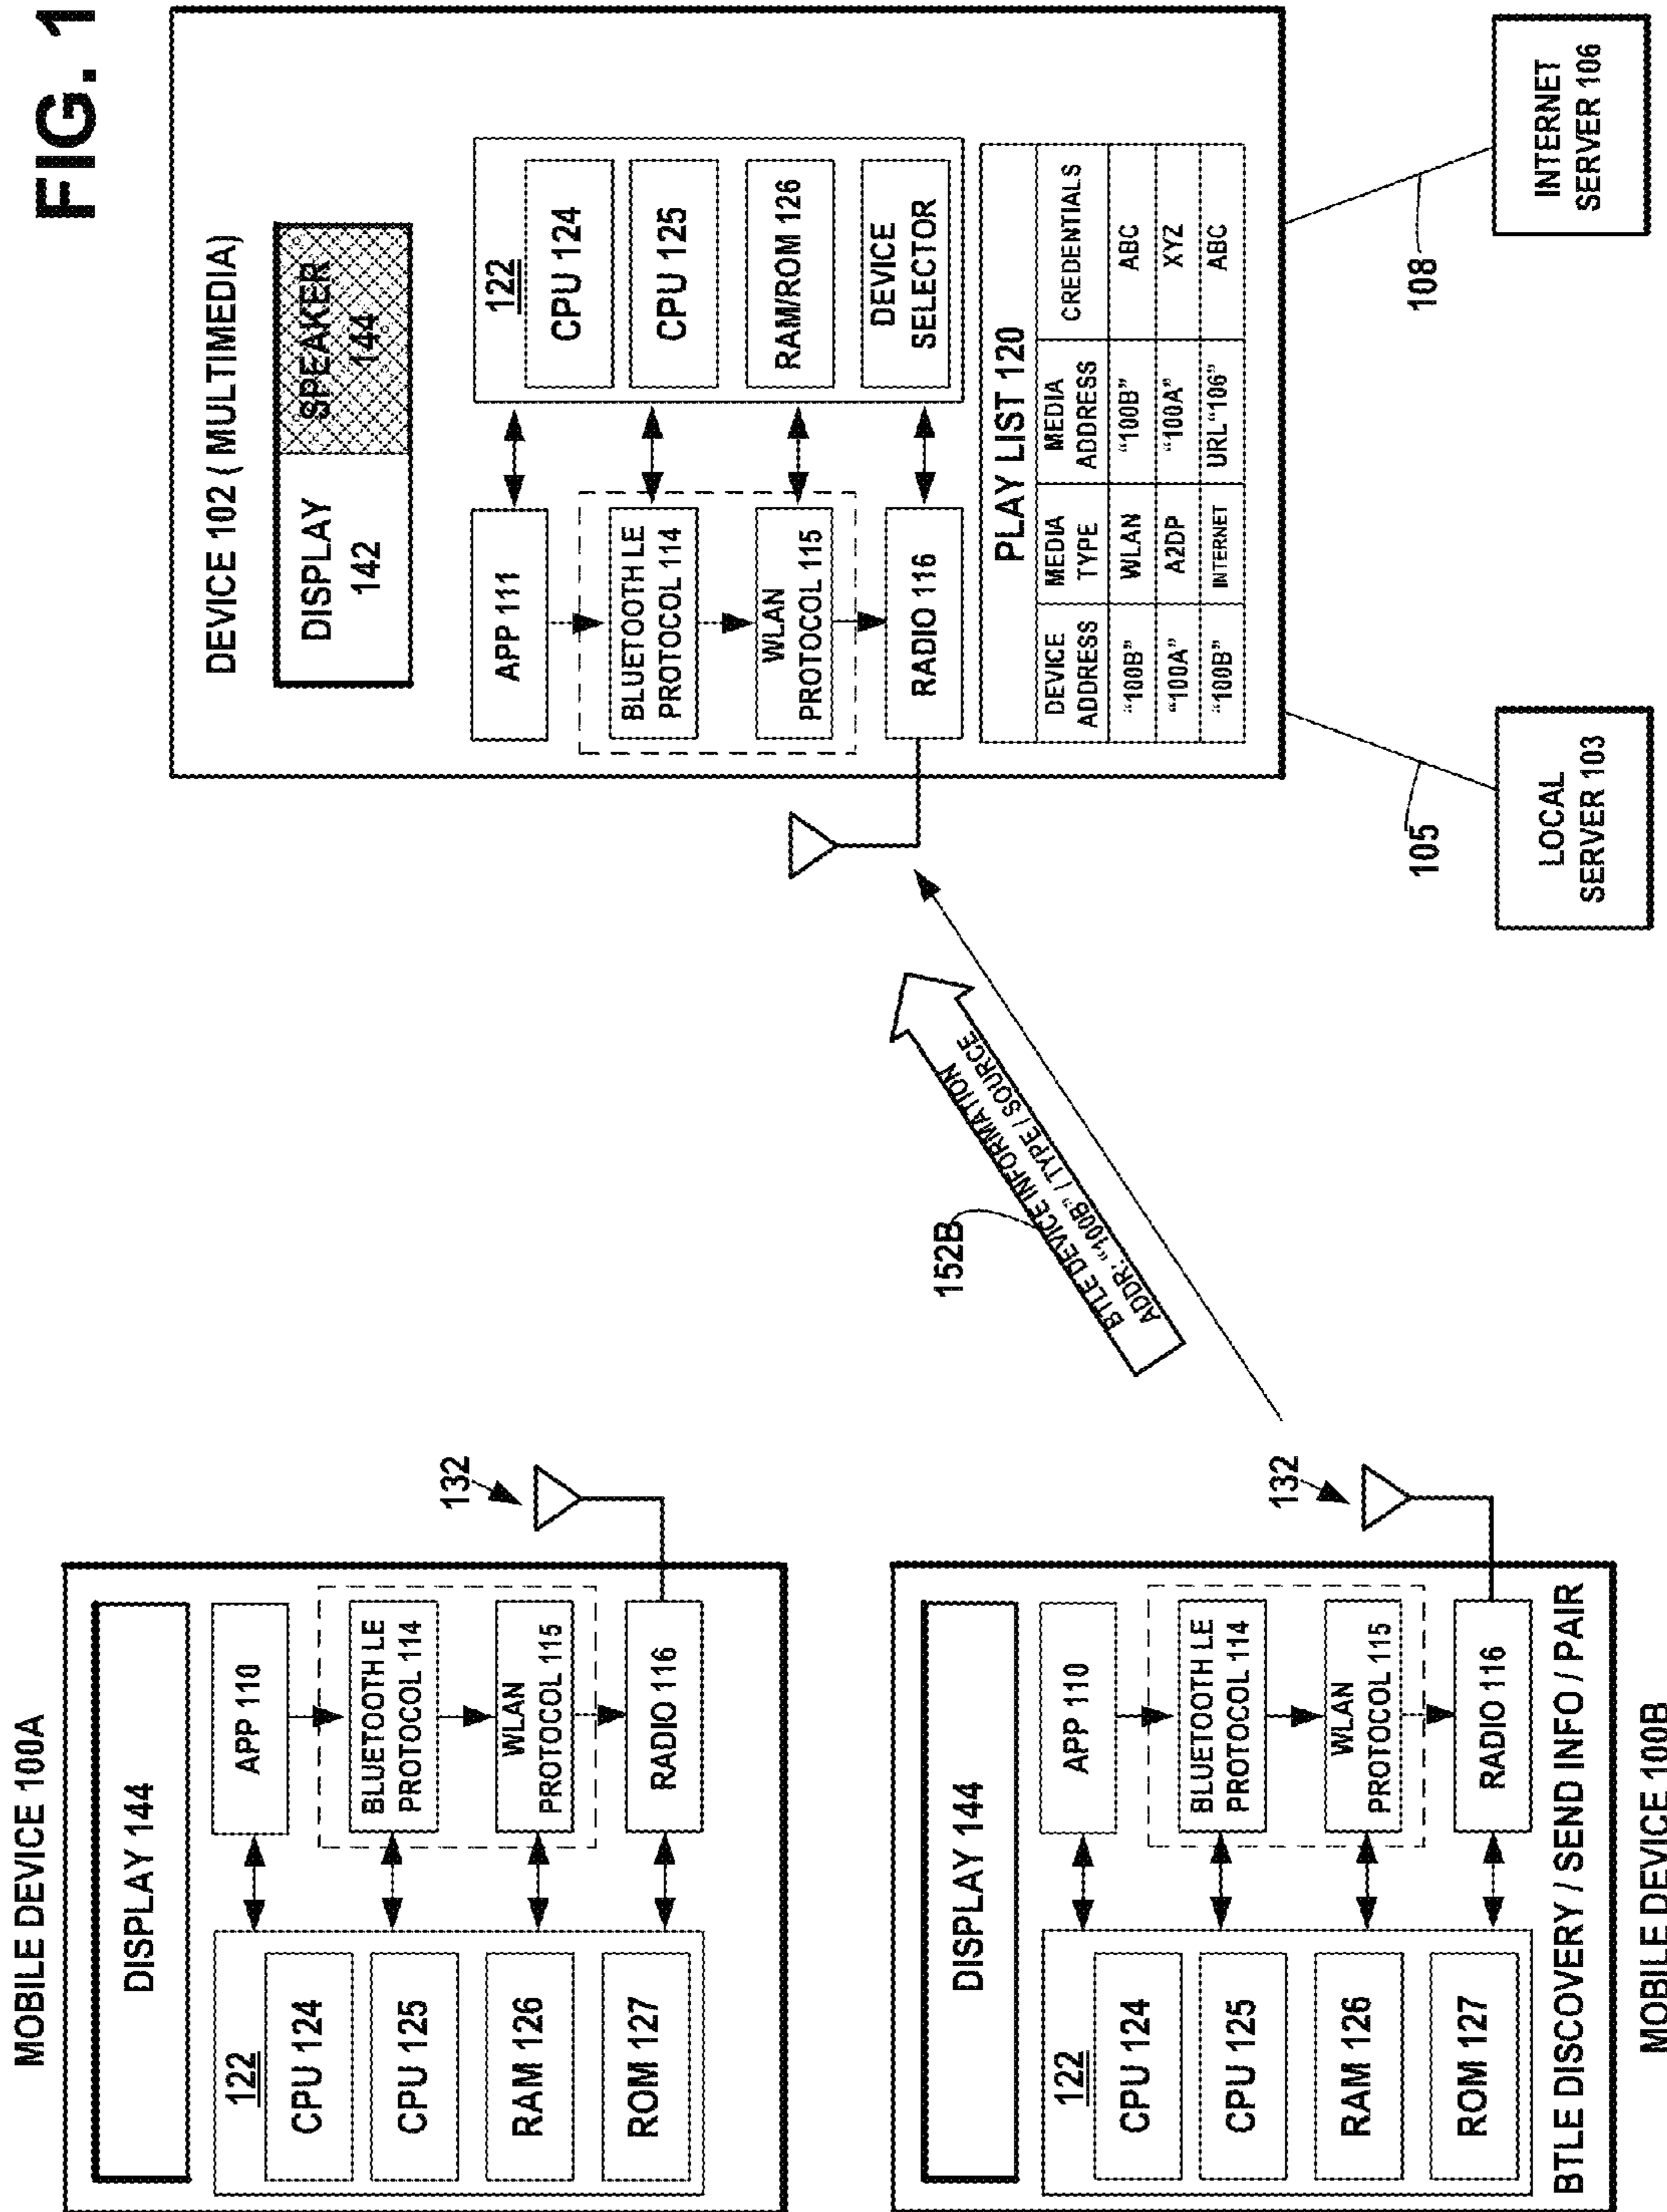 FIG. 1
MOBILE DEVICE 100A
DISPLAY 144
122
CPU 124
CPU 125
RAM 126
ROM 127
APP 110
BLUETOOTH LE
PROTOCOL 114
WLAN
PROTOCOL 115
RADIO 116
132
DISPLAY 144
122
CPU 124
CPU 125
RAM 126
ROM 127
APP 110
BLUETOOTH LE
PROTOCOL 114
WLAN
PROTOCOL 115
RADIO 116
132
BTLE DISCOVERY / SEND INFO / PAIR
MOBILE DEVICE 100B
152B
BTLE DEVICE INFORMATION
ADDR: “100B” / TYPE / SOURCE
DEVICE 102 ( MULTIMEDIA)
DISPLAY
142
SPEAKER
144
APP 111
BLUETOOTH LE
PROTOCOL 114
WLAN
PROTOCOL 115
RADIO 116
122
CPU 124
CPU 125
RAM/ROM 126
DEVICE
SELECTOR
PLAY LIST 120
DEVICE ADDRESS MEDIA TYPE MEDIA ADDRESS CREDENTIALS
“100B” WLAN “100B” ABC
“100A” A2DP “100A” XYZ
“100B” INTERNET URL“106” ABC
105
LOCAL
SERVER 103
108
INTERNET
SERVER 106